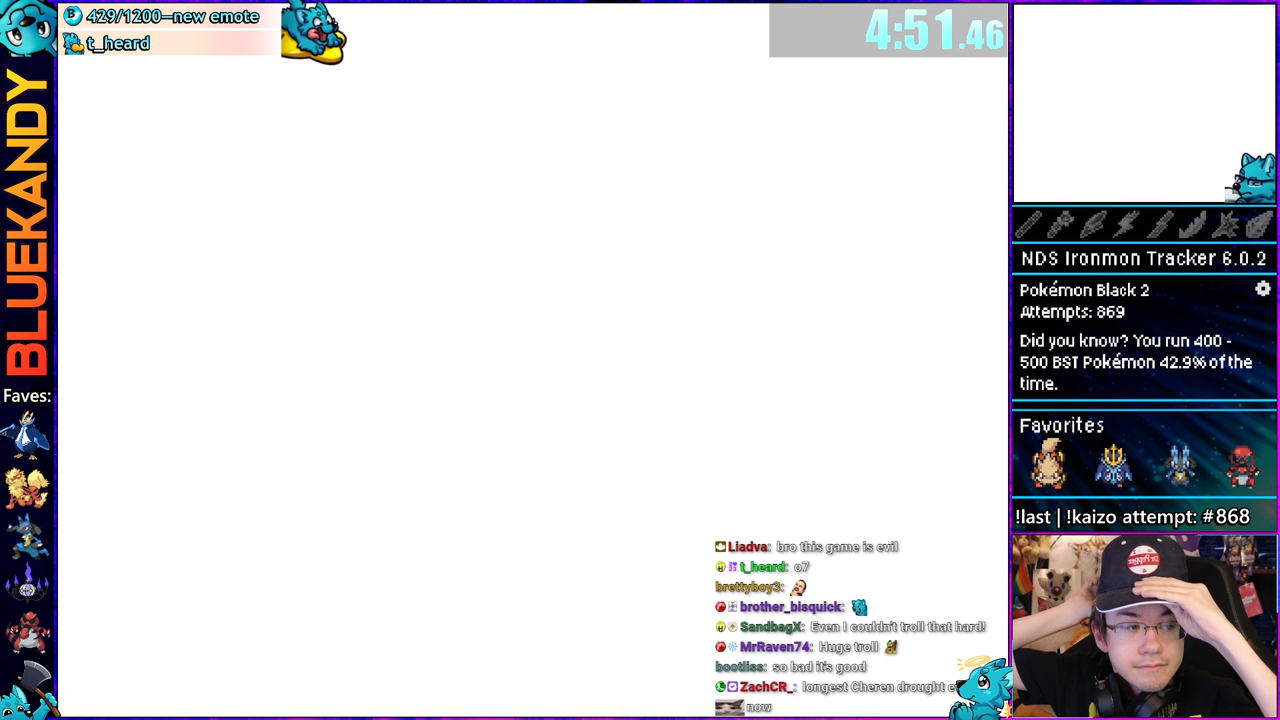 429/1200–new emote
t_heard
4:51.46
BLUEKANDY
Faves:
NDS Ironmon Tracker 6.0.2
Pokémon Black 2
Attempts: 869
Did you know? You run 400 -
500 BST Pokémon 42.9% of the
time.
Favorites
!last | !kaizo attempt: #868
Liadva: bro this game is evil
t_heard: o7
brettyboy3:
brother_bisquick:
SandbagX: Even I couldn't troll that hard!
MrRaven74: Huge troll
bootliss: so bad it's good
ZachCR_: longest Cheren drought
now